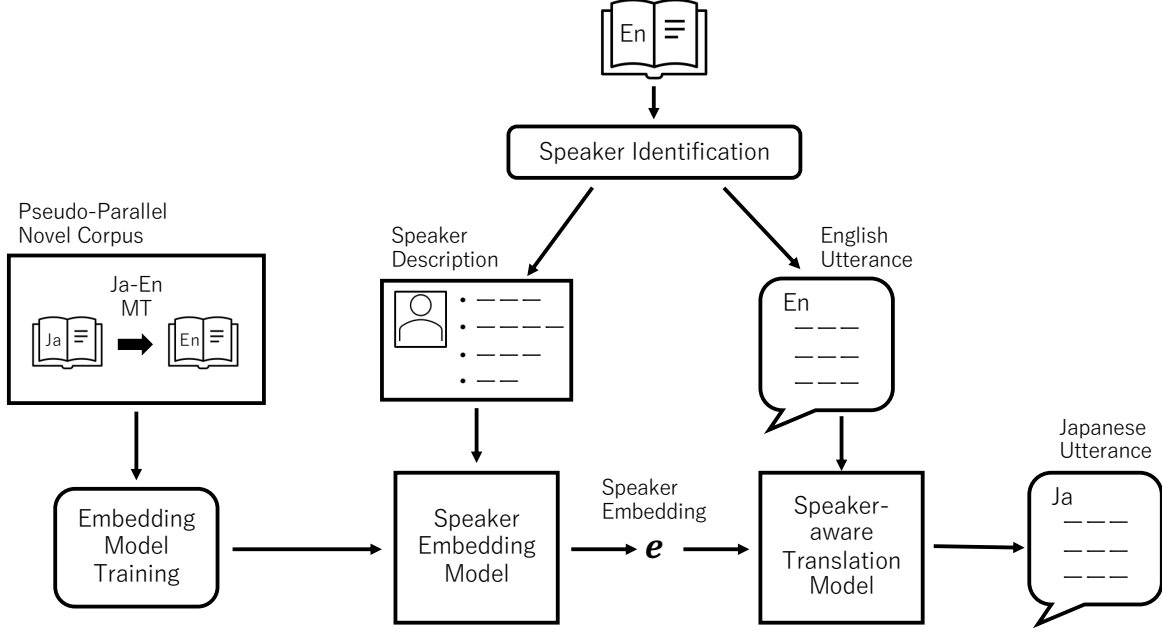 En
Speaker Identification
Pseudo-Parallel
Novel Corpus
Ja-En
MT
Ja
En
Speaker
Description
English
Utterance
En
Embedding
Model
Training
Speaker
Embedding
Model
Speaker
Embedding
e
Speaker-
aware
Translation
Model
Japanese
Utterance
Ja